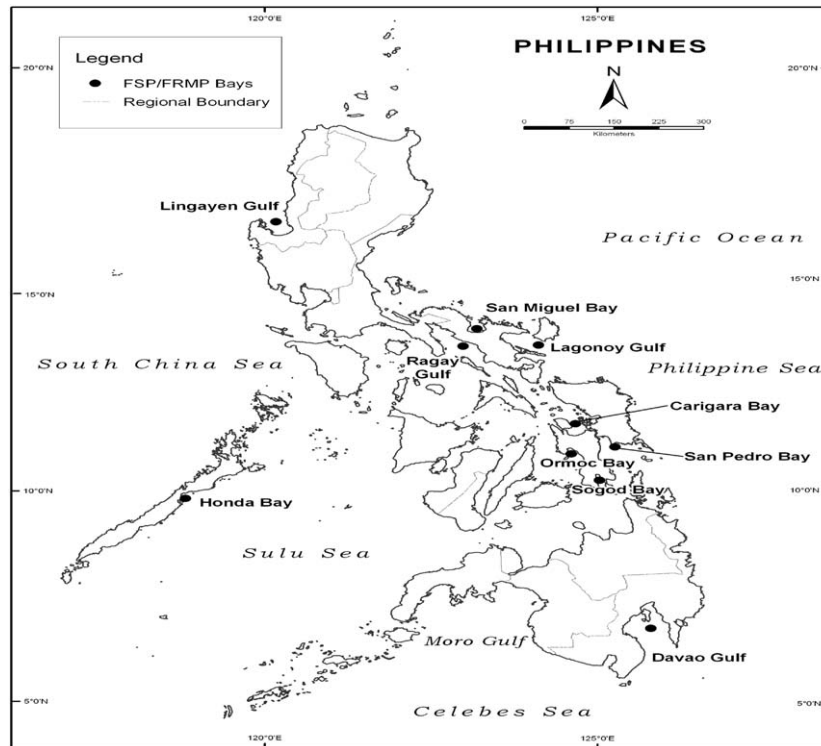 120°0'E
125°0'E
Legend
FSP/FRMP Bays
Regional Boundary
PHILIPPINES
N
0 75 150 225 300
Kilometers
20°0'N
20°0'N
Lingayen Gulf
Pacific Ocean
15°0'N
15°0'N
San Miguel Bay
Lagonoy Gulf
South China Sea
Ragay
Gulf
Philippine Sea
Carigara Bay
San Pedro Bay
Ormoc Bay
Sogod Bay
10°0'N
10°0'N
Honda Bay
Sulu Sea
Moro Gulf
Davao Gulf
5°0'N
5°0'N
Celebes Sea
120°0'E
125°0'E